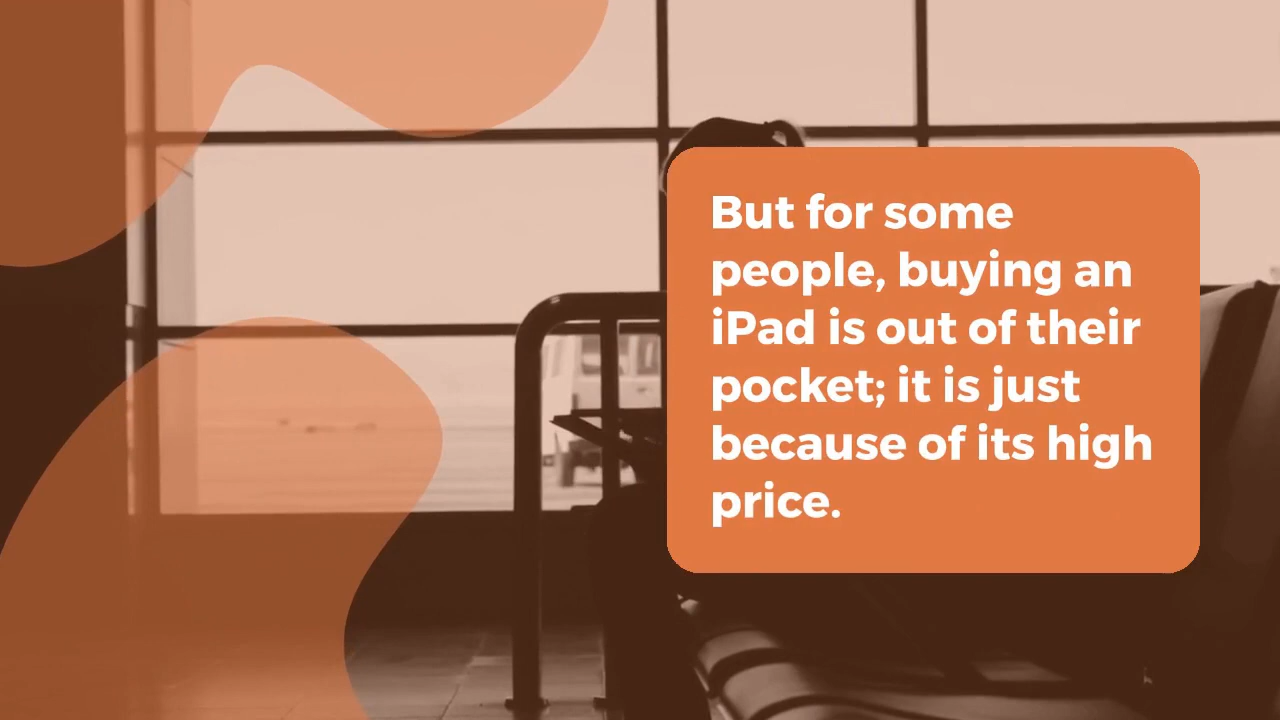 But for some
people, buying an
iPad is out of their
pocket; it is just
because of its high
price.